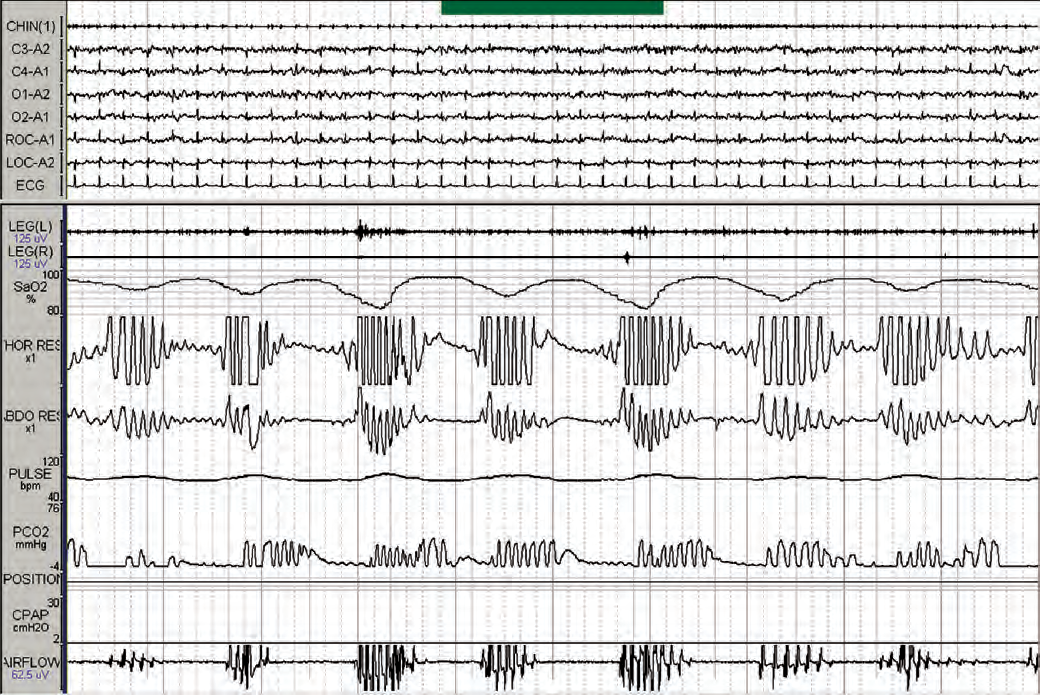 CHIN(1)
C3-A2
C4-A1
O1-A2
O2-A1
ROC-A1
LOC-A2
ECG
LEG(L)
125 uV
LEG(R)
125 uV
100
SaO2
%
80
THOR RES
x1
ABDO RES
x1
120
PULSE
bpm
40
76
PCO2
mmHg
-4
POSITION
30
CPAP
cmH2O
2
AIRFLOW
62.5 uV